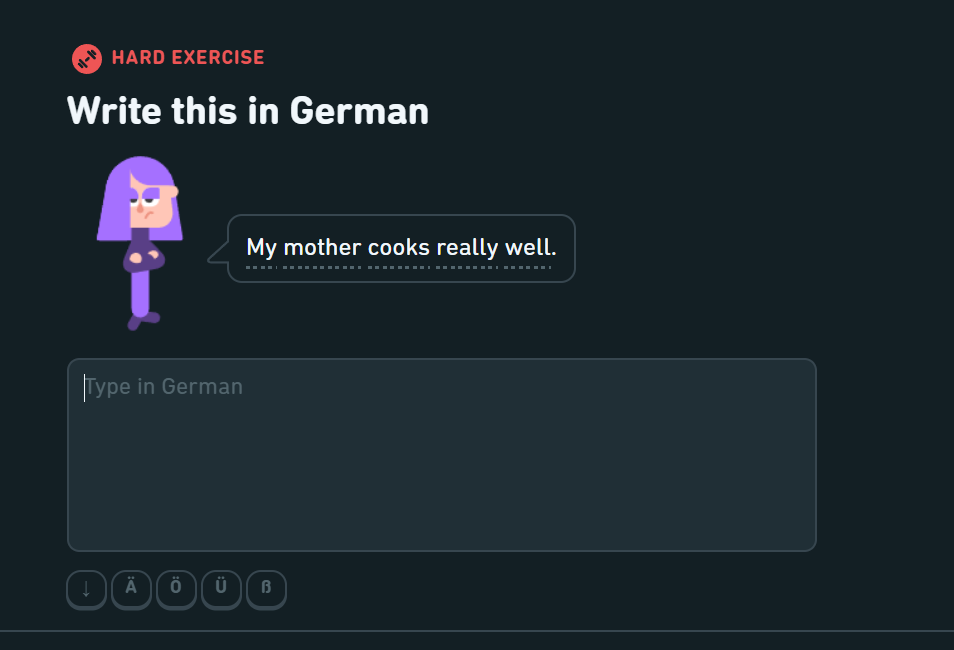 HARD EXERCISE
Write this in German
My mother cooks really well.
Type in German
↓ Ä Ö Ü ß